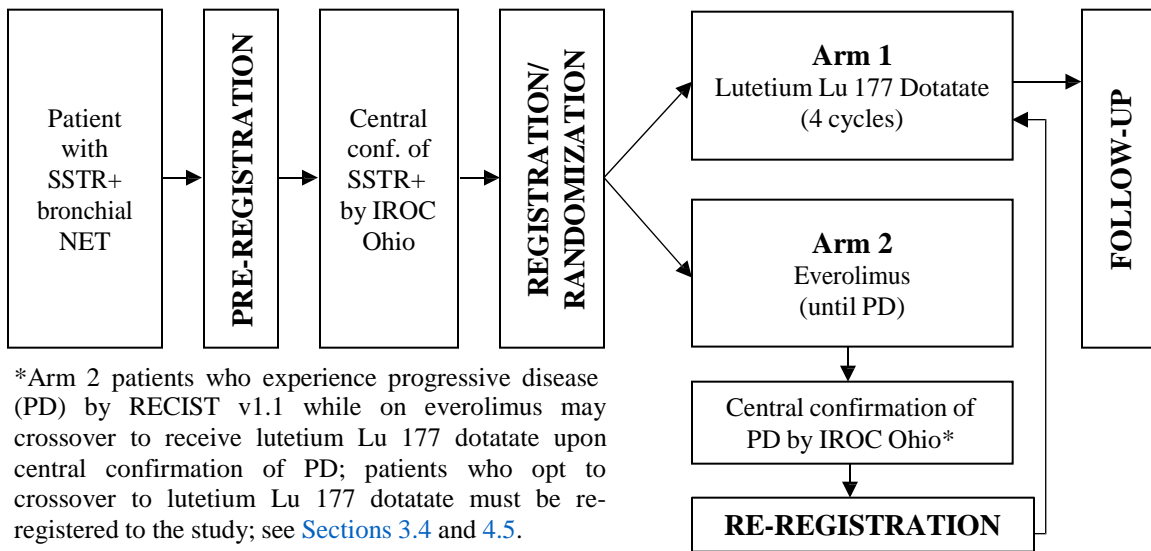 Patient
with
SSTR+
bronchial
NET
PRE-REGISTRATION
Central
conf. of
SSTR+
by IROC
Ohio
REGISTRATION/
RANDOMIZATION
Arm 1
Lutetium Lu 177 Dotatate
(4 cycles)
Arm 2
Everolimus
(until PD)
FOLLOW-UP
Central confirmation of
PD by IROC Ohio*
RE-REGISTRATION
*Arm 2 patients who experience progressive disease
(PD) by RECIST v1.1 while on everolimus may
crossover to receive lutetium Lu 177 dotatate upon
central confirmation of PD; patients who opt to
crossover to lutetium Lu 177 dotatate must be re-
registered to the study; see Sections 3.4 and 4.5.